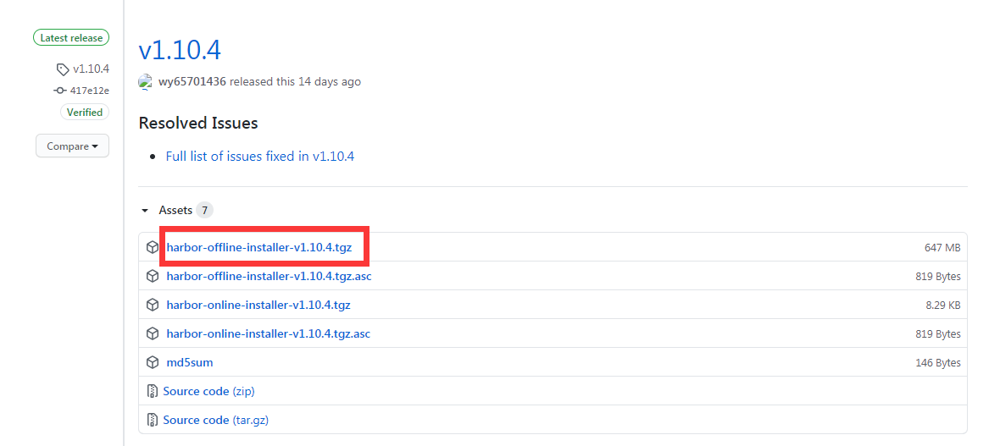 Latest release
v1.10.4
417e12e
Verified
Compare
v1.10.4
wy65701436 released this 14 days ago
Resolved Issues
Full list of issues fixed in v1.10.4
Assets 7
harbor-offline-installer-v1.10.4.tgz 647 MB
harbor-offline-installer-v1.10.4.tgz.asc 819 Bytes
harbor-online-installer-v1.10.4.tgz 8.29 KB
harbor-online-installer-v1.10.4.tgz.asc 819 Bytes
md5sum 146 Bytes
Source code (zip)
Source code (tar.gz)